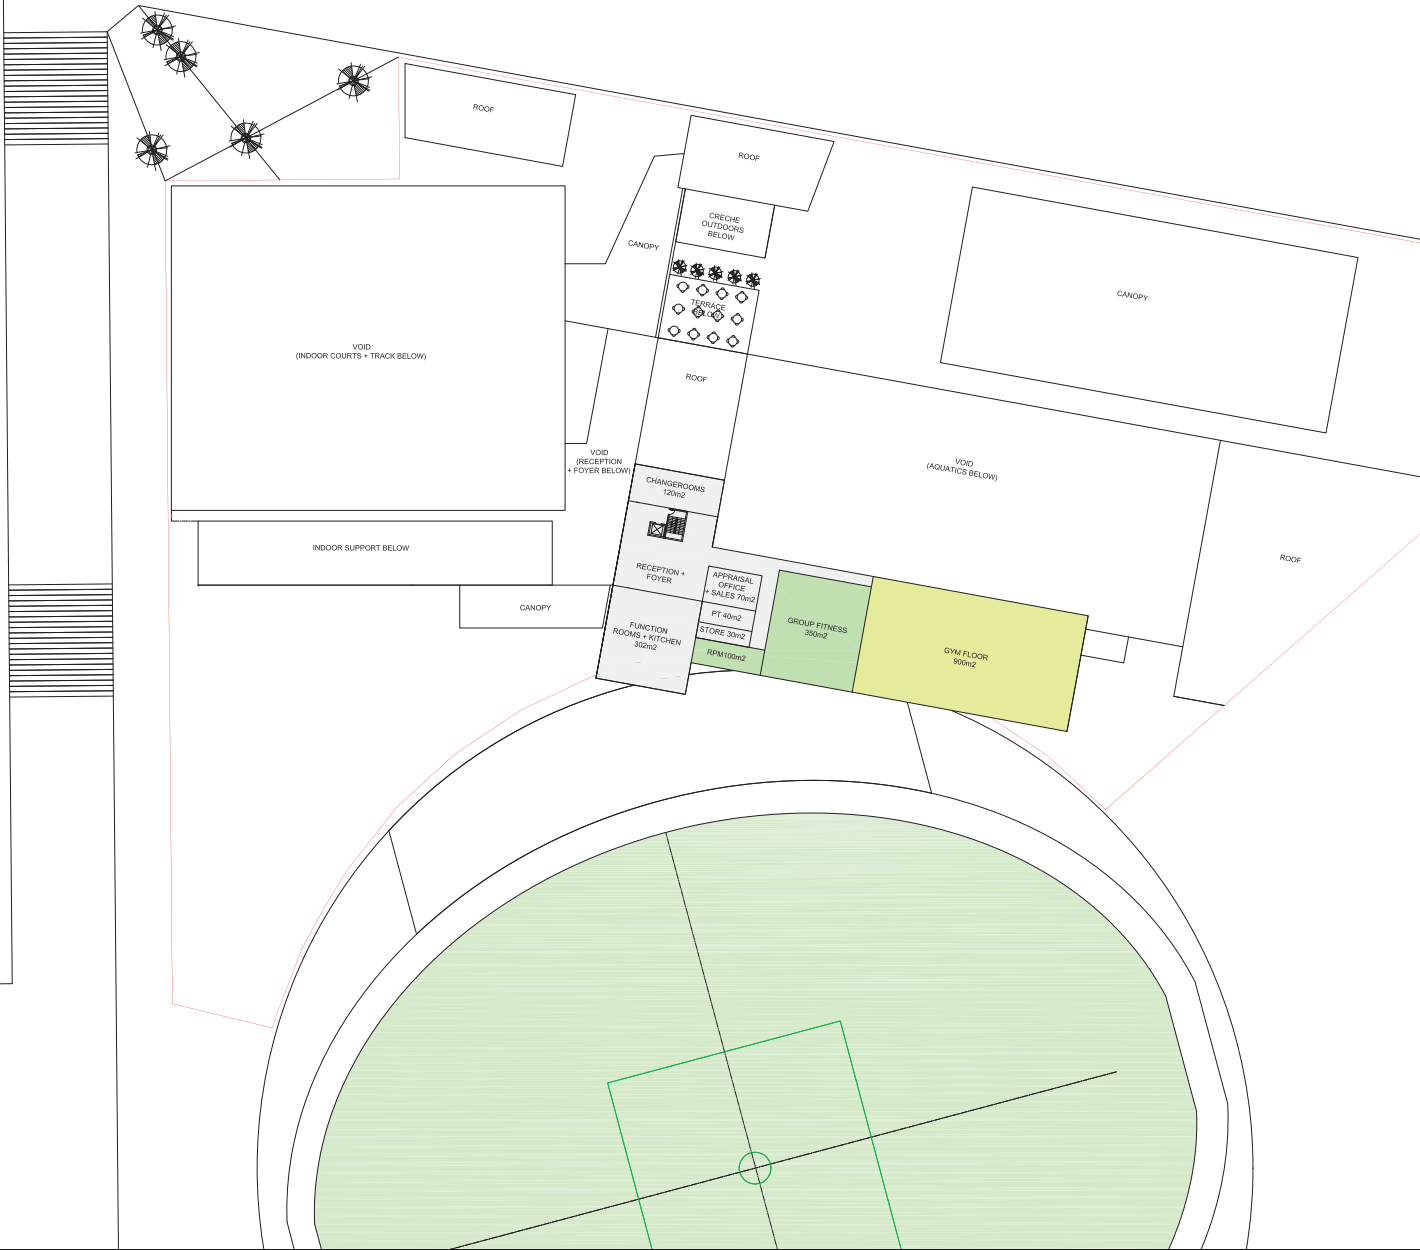 ROOF
ROOF
CRECHE
OUTDOORS
BELOW
CANOPY
CANOPY
TERRACE
BELOW
VOID
(INDOOR COURTS + TRACK BELOW)
ROOF
VOID
(RECEPTION
+ FOYER BELOW)
VOID
(AQUATICS BELOW)
CHANGEROOMS
120m2
INDOOR SUPPORT BELOW
ROOF
RECEPTION +
FOYER
APPRAISAL
OFFICE
+ SALES 70m2
CANOPY
PT 40m2
STORE 30m2
GROUP FITNESS
350m2
FUNCTION
ROOMS + KITCHEN
302m2
RPM100m2
GYM FLOOR
900m2